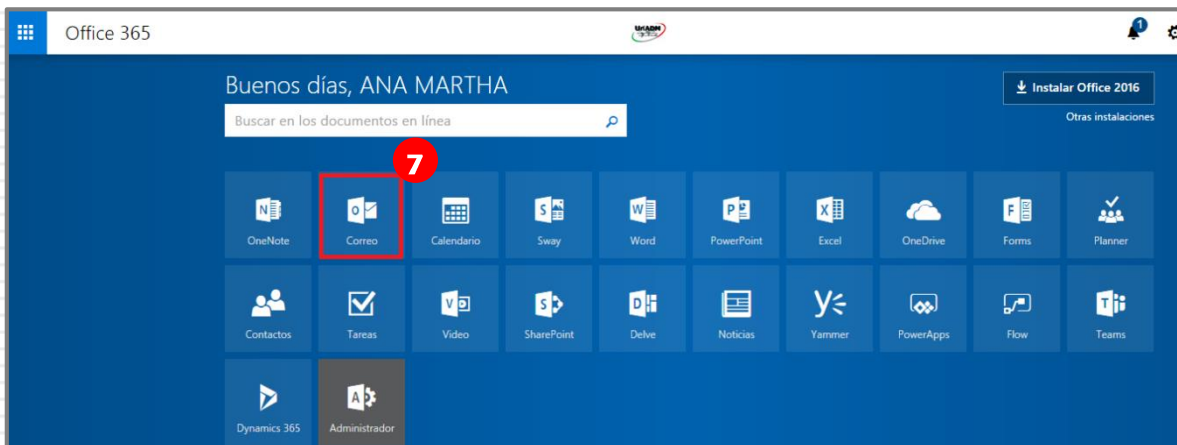 Office 365
UnADM
1
Buenos días, ANA MARTHA
Instalar Office 2016
Buscar en los documentos en línea
Otras instalaciones
7
OneNote
Correo
Calendario
Sway
Word
PowerPoint
Excel
OneDrive
Forms
Planner
Contactos
Tareas
Video
SharePoint
Delve
Noticias
Yammer
PowerApps
Flow
Teams
Dynamics 365
Administrador